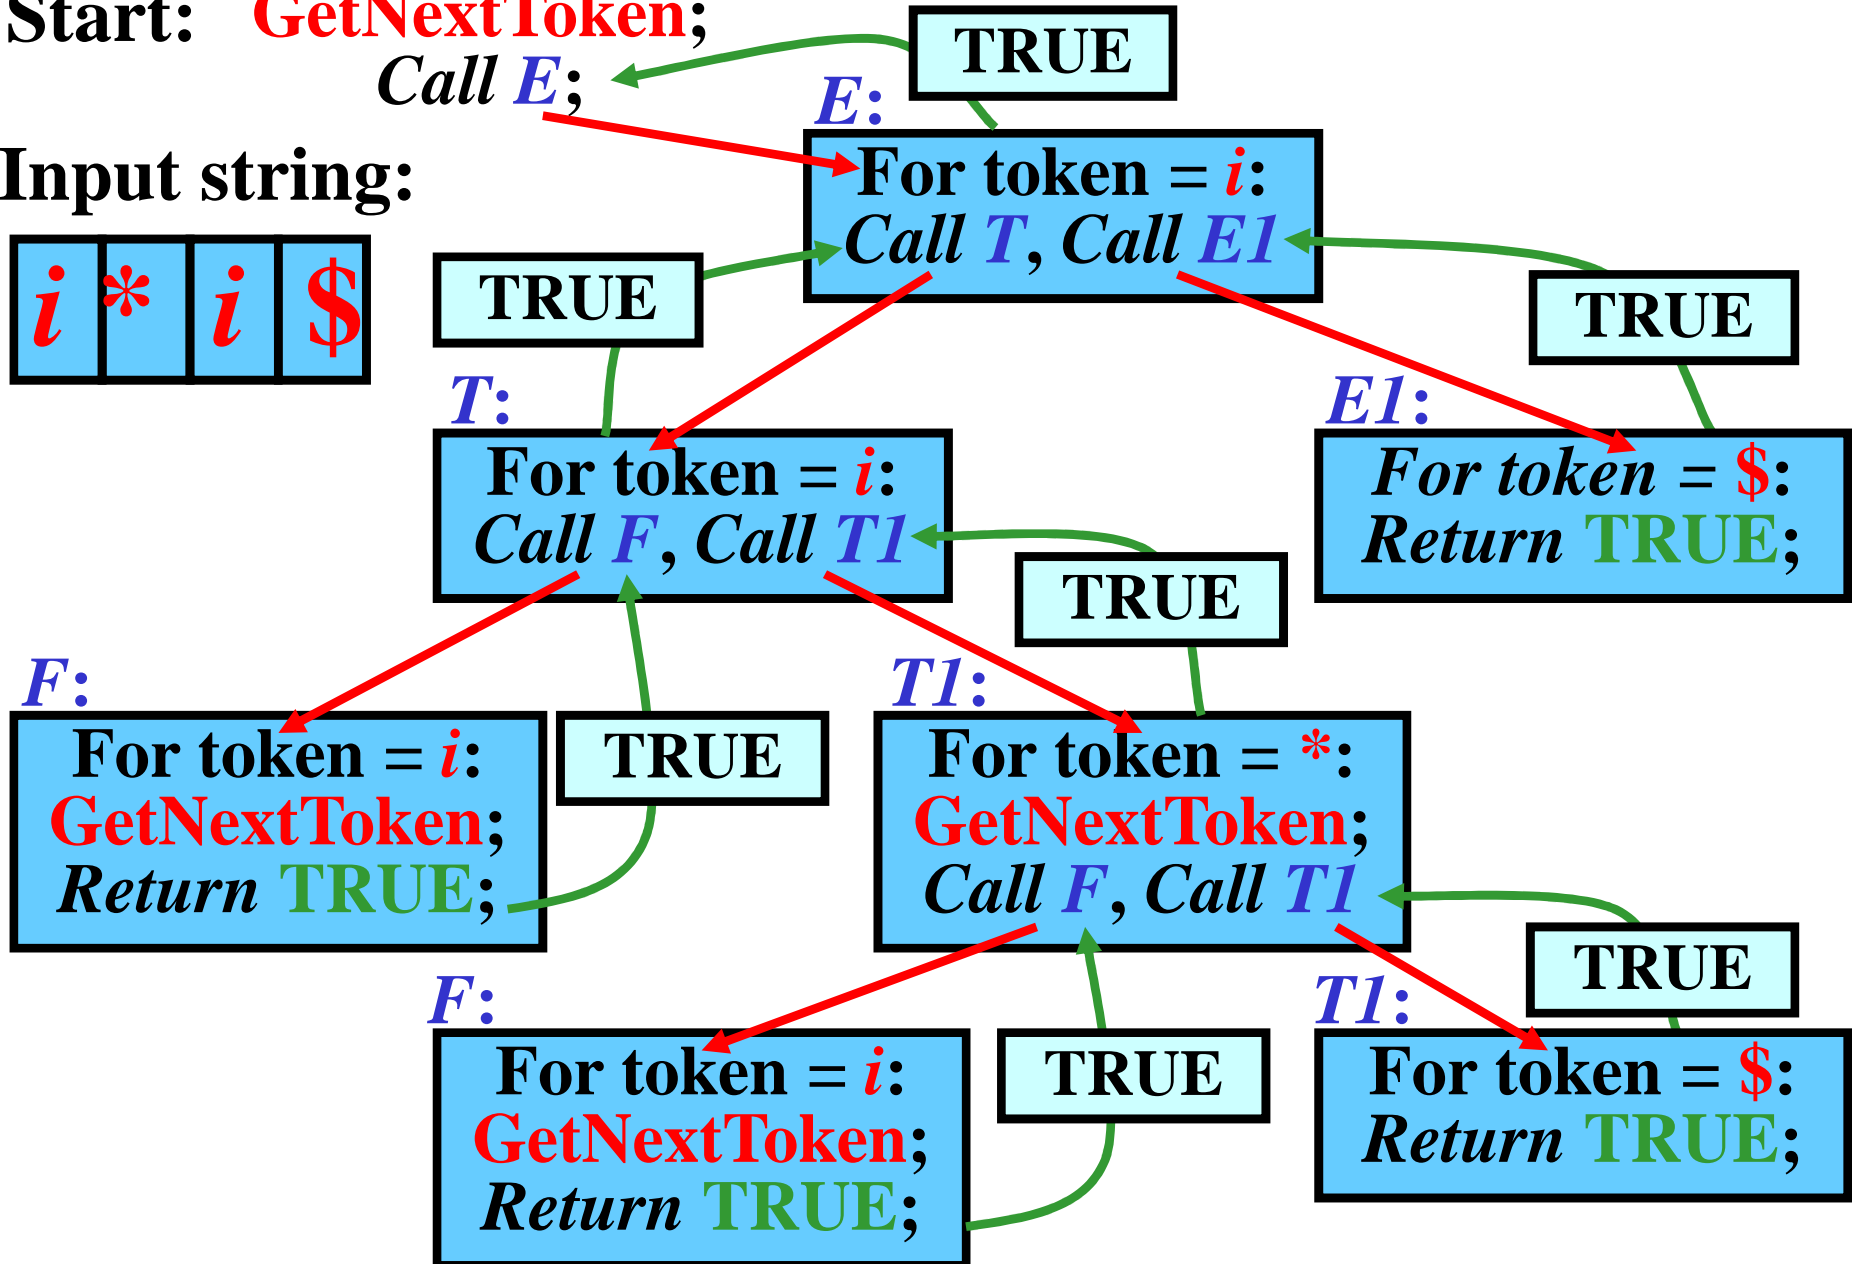 Start: GetNextToken;
Call E;
TRUE
E:
For token = i:
Call T, Call E1
Input string:
i * i $
TRUE
TRUE
T:
For token = i:
Call F, Call T1
E1:
For token = $:
Return TRUE;
TRUE
F:
For token = i:
GetNextToken;
Return TRUE;
TRUE
T1:
For token = *:
GetNextToken;
Call F, Call T1
TRUE
F:
For token = i:
GetNextToken;
Return TRUE;
TRUE
T1:
For token = $:
Return TRUE;